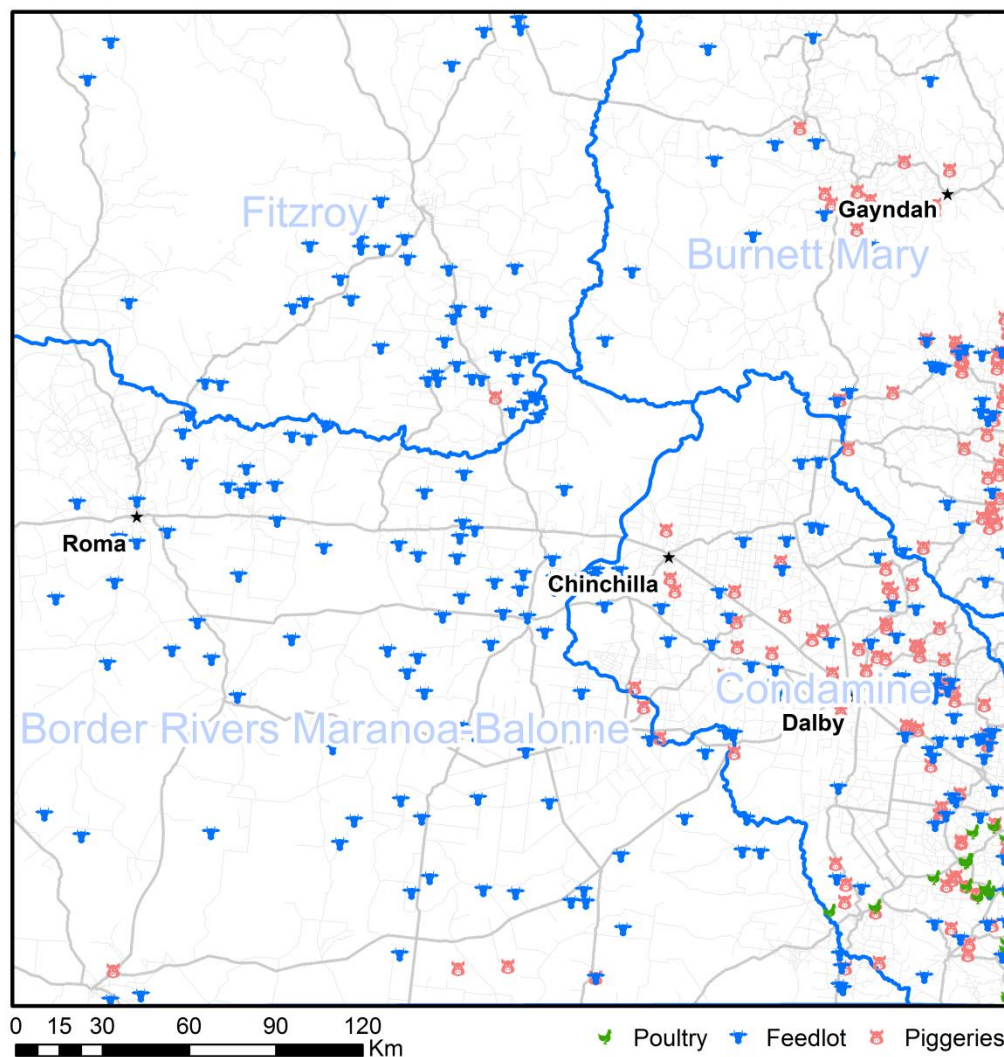 Fitzroy
Gayndah
Burnett Mary
Roma
Chinchilla
Condamine
Dalby
Border Rivers Maranoa-Balonne
0 15 30 60 90 120
Km
Poultry Feedlot Piggeries